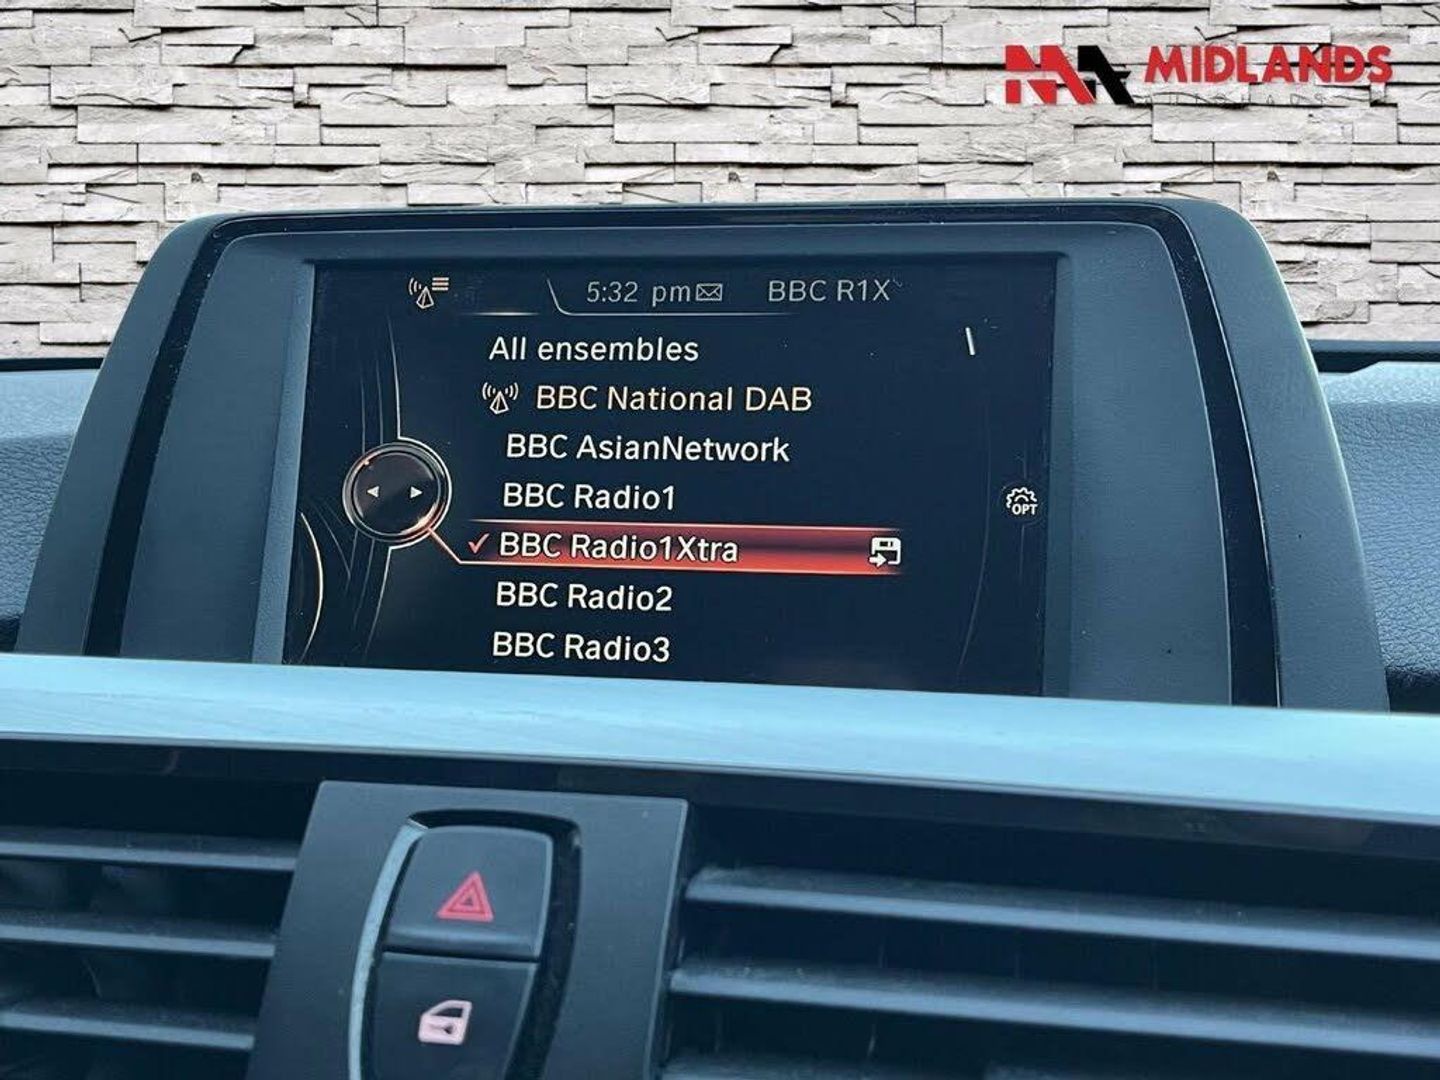 MIDLANDS
5:32 pm BBC R1X
All ensembles
BBC National DAB
BBC AsianNetwork
BBC Radio1
✓ BBC Radio1Xtra
OPT
BBC Radio2
BBC Radio3